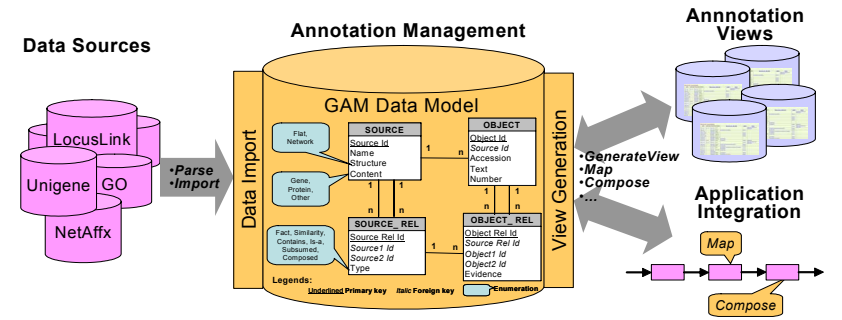 Data Sources
LocusLink
Unigene
GO
NetAffx
•Parse
•Import
Annotation Management
Data Import
GAM Data Model
Flat,
Network
Gene,
Protein,
Other
Fact, Similarity,
Contains, Is-a,
Subsumed,
Composed
SOURCE
Source Id
Name
Structure
Content
1
n
OBJECT
Object Id
Source Id
Accession
Text
Number
1
1
n
n
1
1
n
n
SOURCE_REL
Source Rel Id
Source1 Id
Source2 Id
Type
1
n
OBJECT_REL
Object Rel Id
Source Rel Id
Object1 Id
Object2 Id
Evidence
Legends:
Underlined Primary key
Italic Foreign key
Enumeration
View Generation
•GenerateView
•Map
•Compose
•...
Annnotation
Views
Application
Integration
Map
Compose